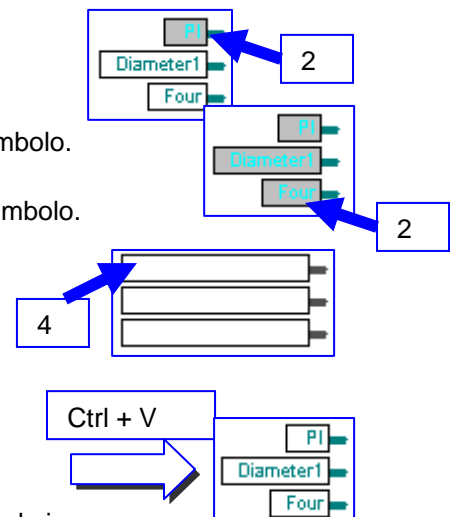 PI
2
Diameter1
Four
mbolo.
PI
Diameter1
mbolo.
Four
2
4
Ctrl + V
PI
Diameter1
Four